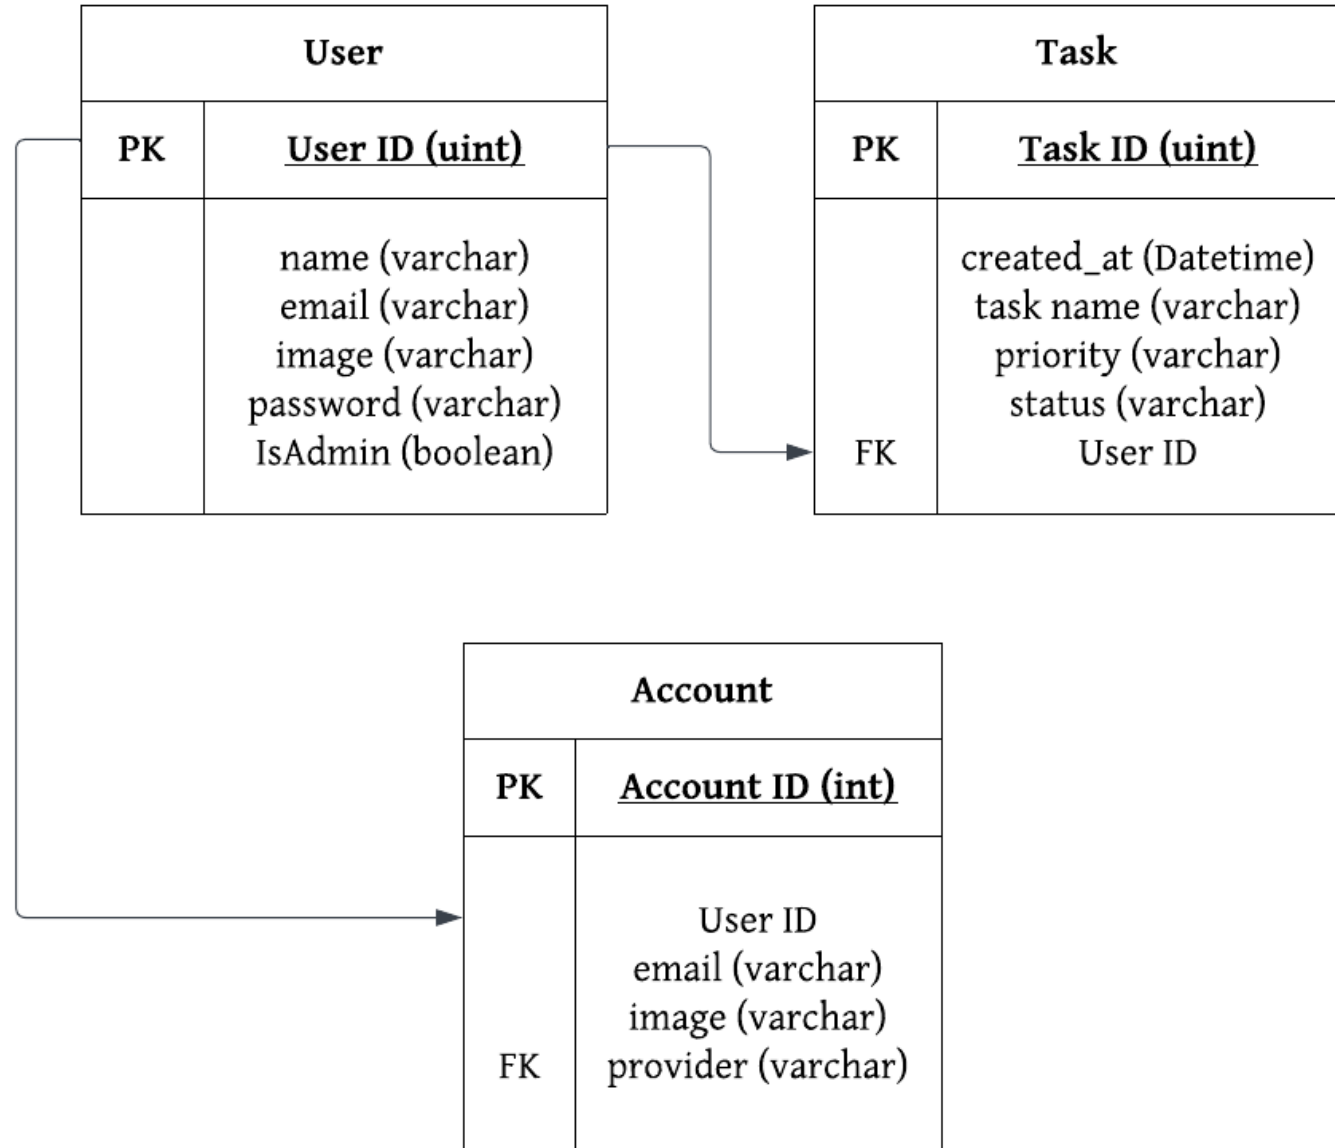 User
PK User ID (uint)
name (varchar)
email (varchar)
image (varchar)
password (varchar)
IsAdmin (boolean)
Task
PK Task ID (uint)
created_at (Datetime)
task name (varchar)
priority (varchar)
status (varchar)
FK User ID
Account
PK Account ID (int)
User ID
email (varchar)
image (varchar)
FK provider (varchar)